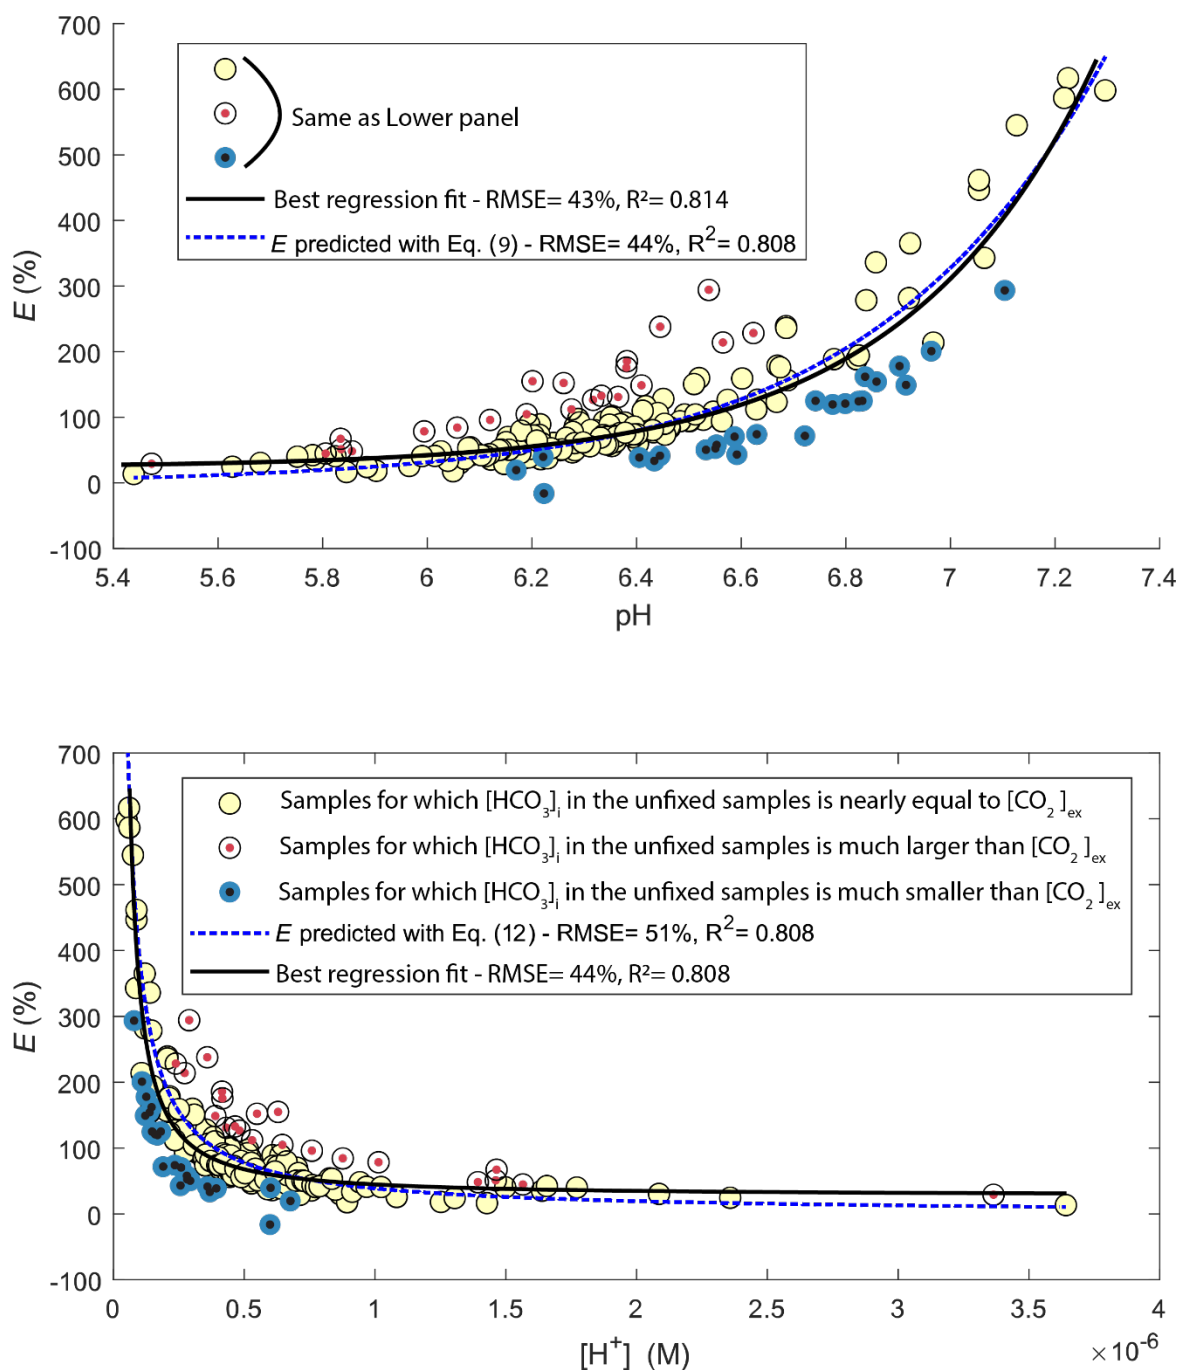 700
600
500
400
300
200
100
0
-100
E (%)
Same as Lower panel
Best regression fit - RMSE= 43%, R²= 0.814
E predicted with Eq. (9) - RMSE= 44%, R²= 0.808
5.4 5.6 5.8 6 6.2 6.4 6.6 6.8 7 7.2 7.4
pH
700
600
500
400
300
200
100
0
-100
E (%)
Samples for which [HCO₃]ᵢ in the unfixed samples is nearly equal to [CO₂]ₑₓ
Samples for which [HCO₃]ᵢ in the unfixed samples is much larger than [CO₂]ₑₓ
Samples for which [HCO₃]ᵢ in the unfixed samples is much smaller than [CO₂]ₑₓ
E predicted with Eq. (12) - RMSE= 51%, R²= 0.808
Best regression fit - RMSE= 44%, R²= 0.808
0 0.5 1 1.5 2 2.5 3 3.5 4
[H⁺] (M)
×10⁻⁶